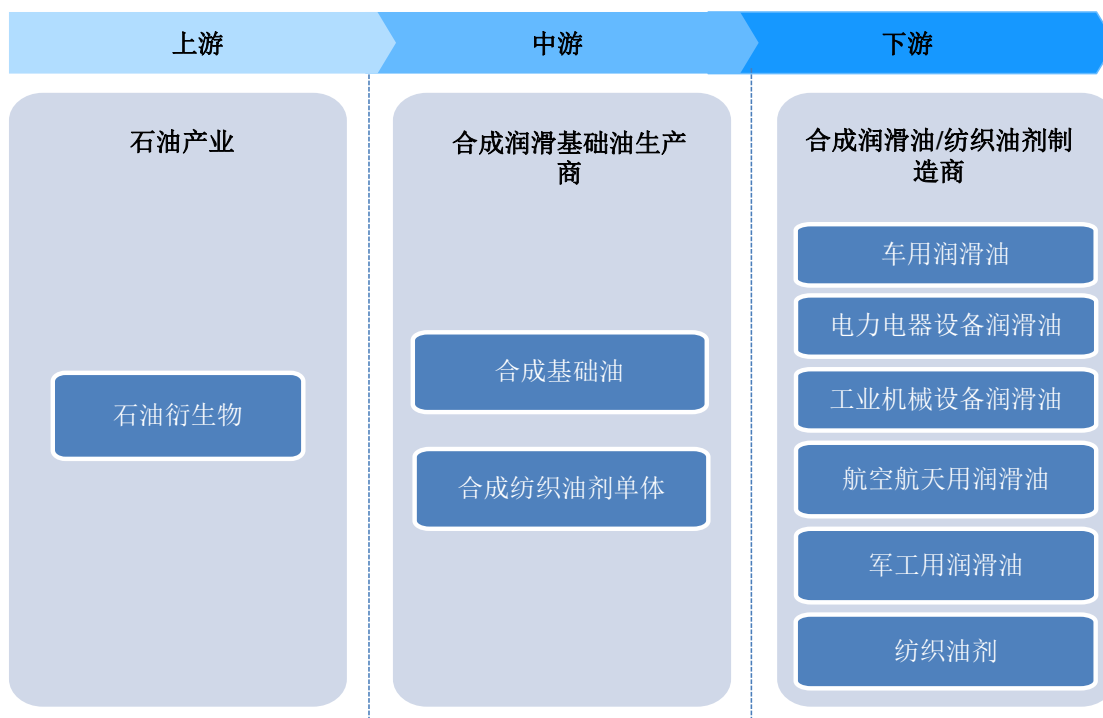 上游
中游
下游
石油产业
石油衍生物
合成润滑基础油生产
商
合成基础油
合成纺织油剂单体
合成润滑油/纺织油剂制
造商
车用润滑油
电力电器设备润滑油
工业机械设备润滑油
航空航天用润滑油
军工用润滑油
纺织油剂